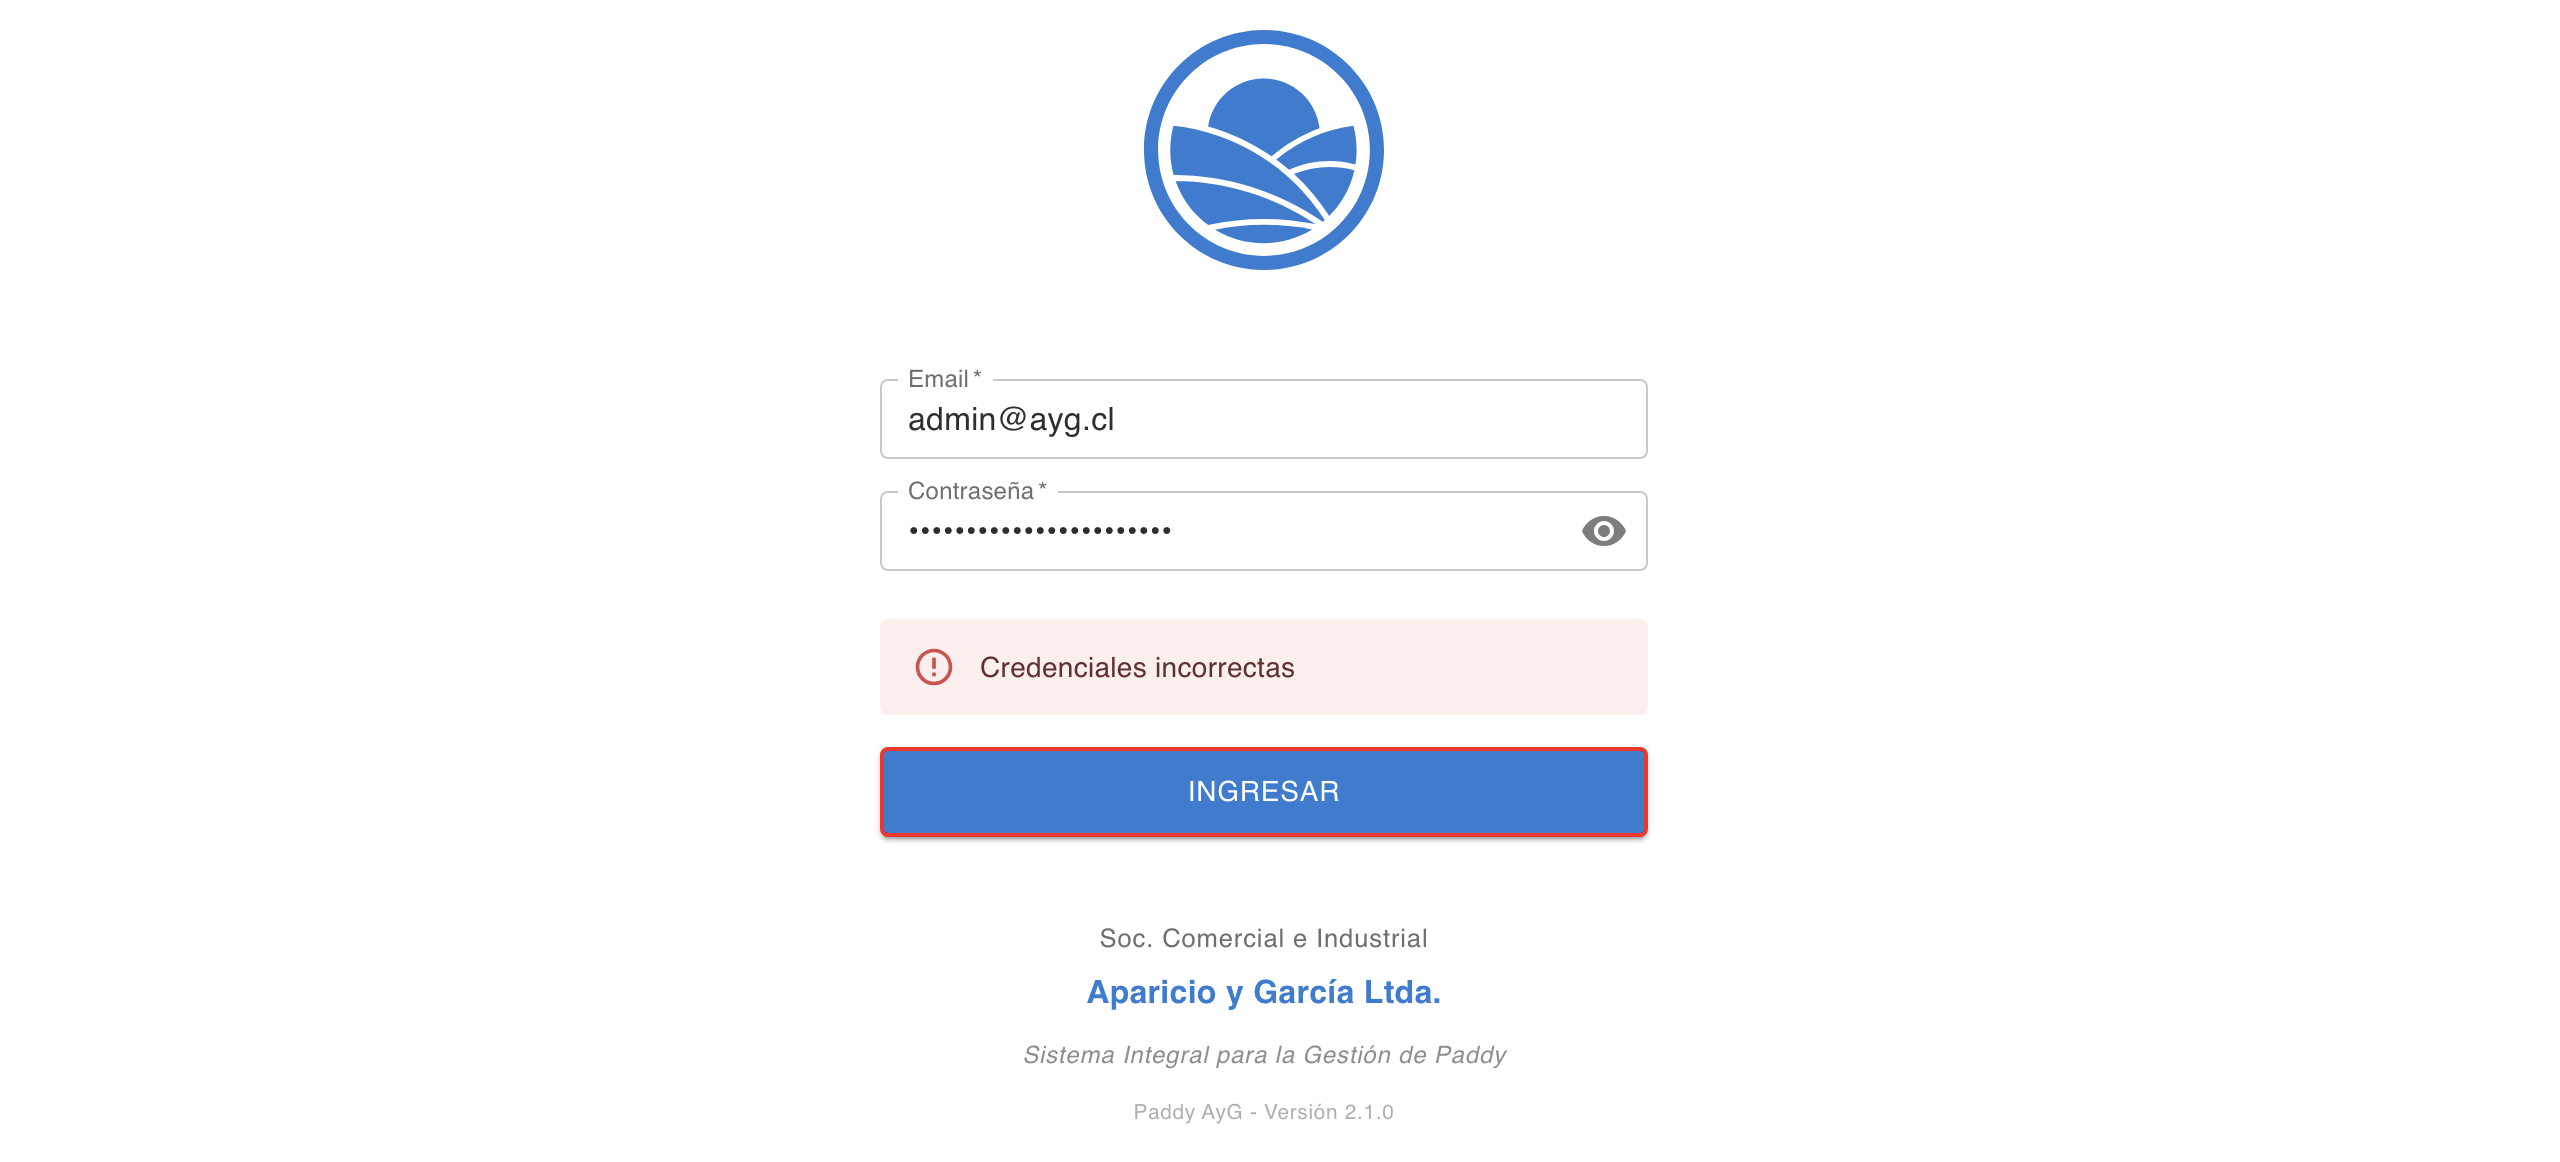 Email *
admin@ayg.cl
Contraseña *
•••••••••••••••••••••••
Credenciales incorrectas
INGRESAR
Soc. Comercial e Industrial
Aparicio y García Ltda.
Sistema Integral para la Gestión de Paddy
Paddy AyG - Versión 2.1.0